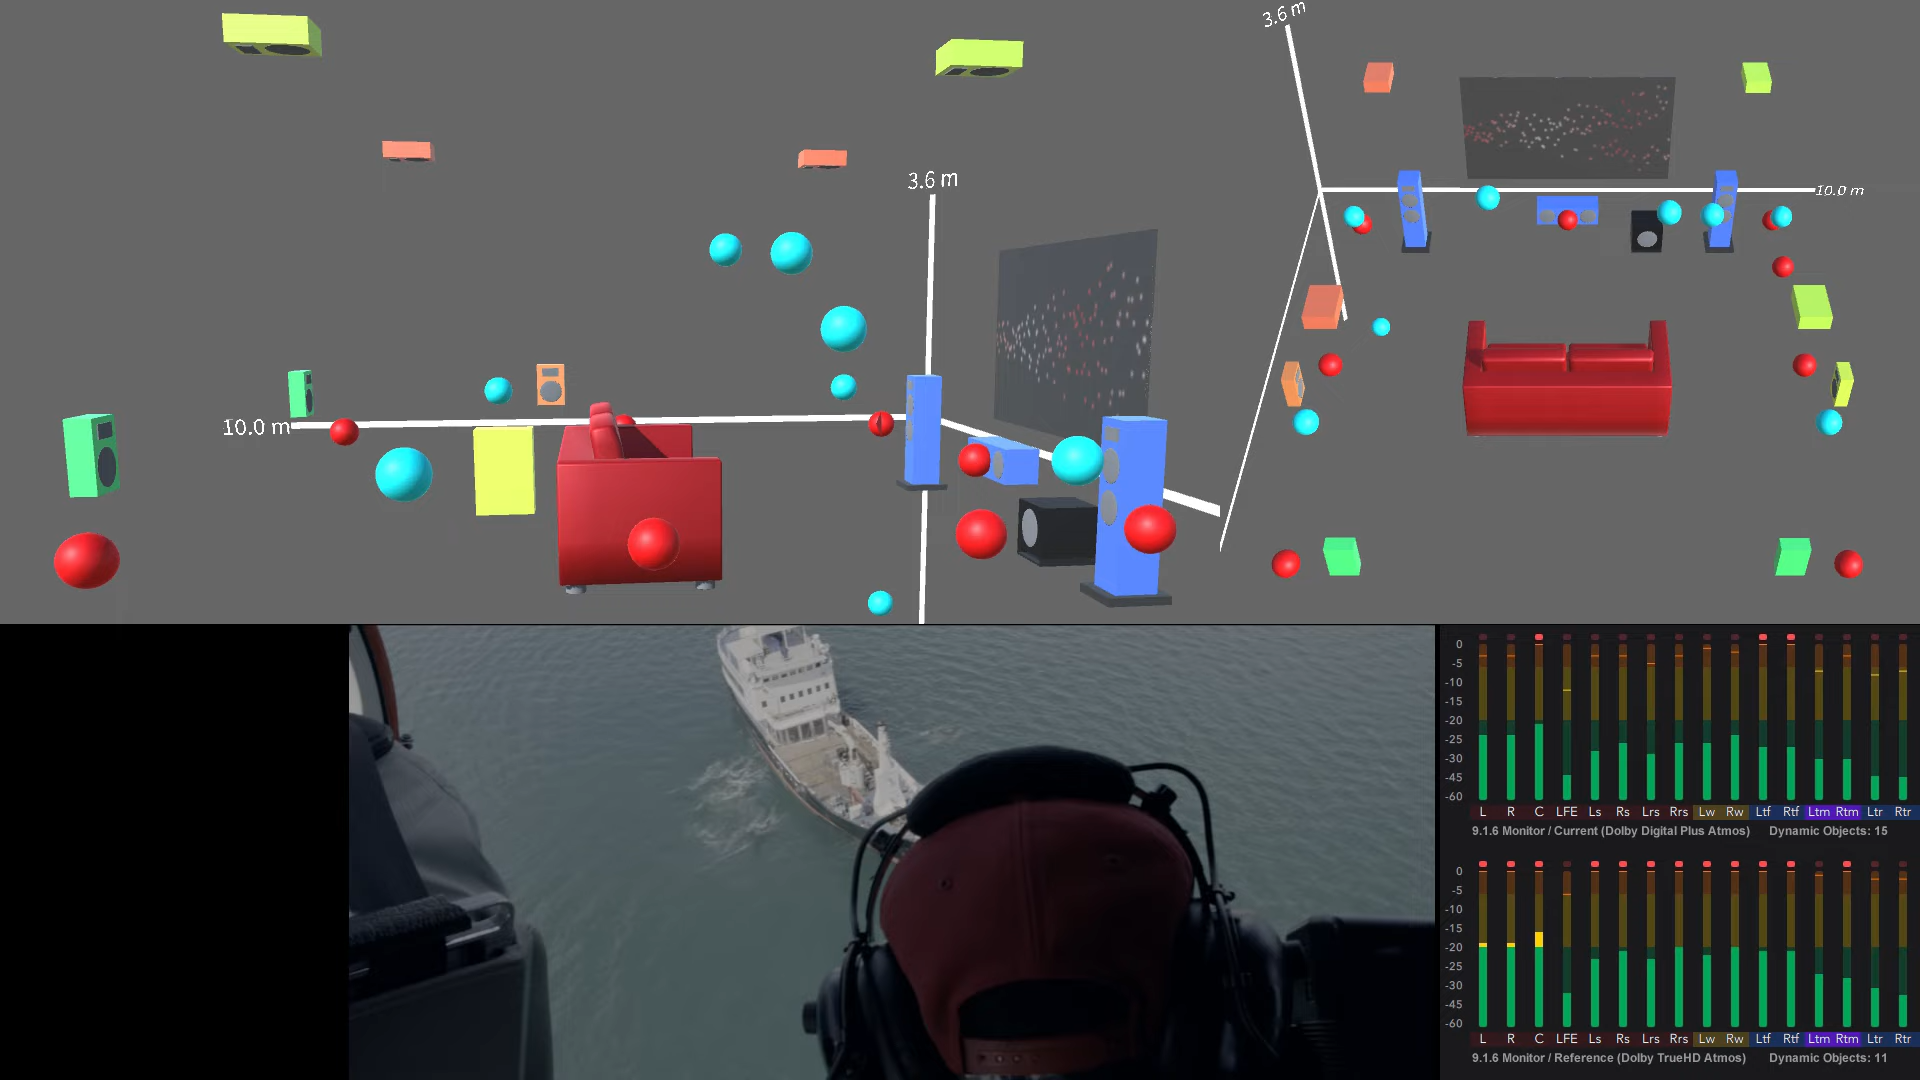 3.6 m
10.0 m
3.6 m
10.0 m
0
-5
-10
-15
-20
-25
-30
-45
-60
L R C LFE Ls Rs Lrs Rrs Lw Rw Ltf Rtf Ltm Rtm Ltr Rtr
9.1.6 Monitor / Current (Dolby Digital Plus Atmos) Dynamic Objects: 15
0
-5
-10
-15
-20
-25
-30
-45
-60
L R C LFE Ls Rs Lrs Rrs Lw Rw Ltf Rtf Ltm Rtm Ltr Rtr
9.1.6 Monitor / Reference (Dolby TrueHD Atmos) Dynamic Objects: 11